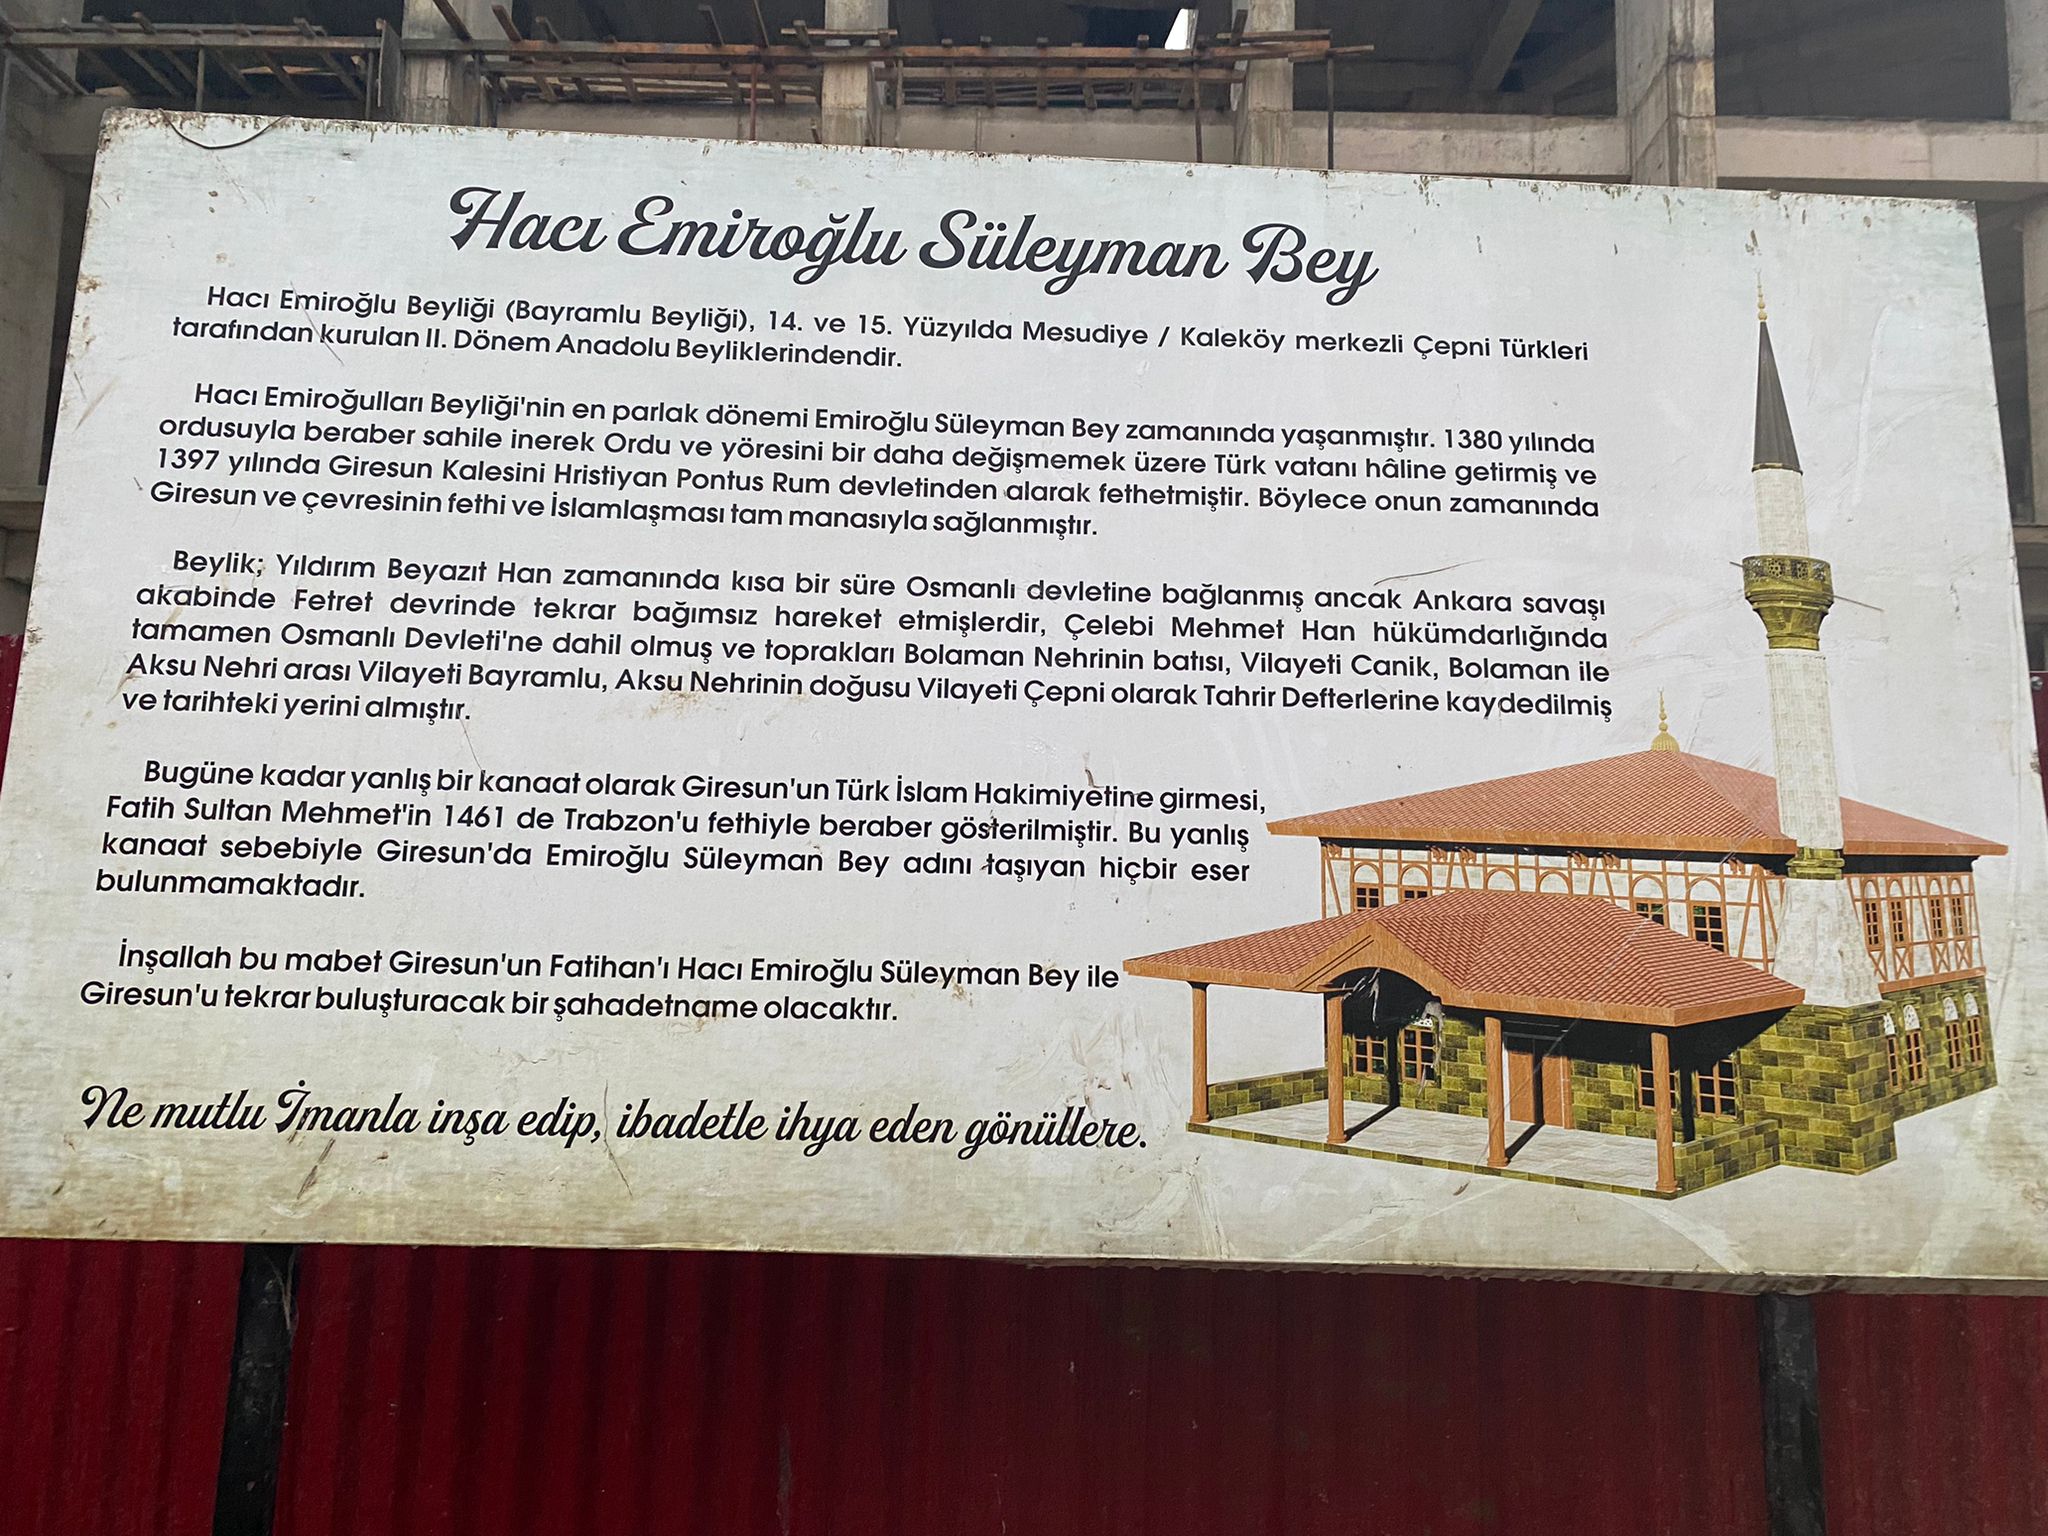 Hacı Emiroğlu Süleyman Bey
Hacı Emiroğlu Beyliği (Bayramlu Beyliği), 14. ve 15. Yüzyılda Mesudiye / Kaleköy merkezli Çepni Türkleri
tarafından kurulan II. Dönem Anadolu Beyliklerindendir.
Hacı Emiroğulları Beyliği'nin en parlak dönemi Emiroğlu Süleyman Bey zamanında yaşanmıştır. 1380 yılında
ordusuyla beraber sahile inerek Ordu ve yöresini bir daha değişmemek üzere Türk vatanı hâline getirmiş ve
1397 yılında Giresun Kalesini Hristiyan Pontus Rum devletinden alarak fethetmiştir. Böylece onun zamanında
Giresun ve çevresinin fethi ve İslamlaşması tam manasıyla sağlanmıştır.
Beylik; Yıldırım Beyazıt Han zamanında kısa bir süre Osmanlı devletine bağlanmış ancak Ankara savaşı
akabinde Fetret devrinde tekrar bağımsız hareket etmişlerdir, Çelebi Mehmet Han hükümdarlığında
tamamen Osmanlı Devleti'ne dahil olmuş ve toprakları Bolaman Nehrinin batısı, Vilayeti Canik, Bolaman ile
Aksu Nehri arası Vilayeti Bayramlu, Aksu Nehrinin doğusu Vilayeti Çepni olarak Tahrir Defterlerine kaydedilmiş
ve tarihteki yerini almıştır.
Bugüne kadar yanlış bir kanaat olarak Giresun'un Türk İslam Hakimiyetine girmesi,
Fatih Sultan Mehmet'in 1461 de Trabzon'u fethiyle beraber gösterilmiştir. Bu yanlış
kanaat sebebiyle Giresun'da Emiroğlu Süleyman Bey adını taşıyan hiçbir eser
bulunmamaktadır.
İnşallah bu mabet Giresun'un Fatihan'ı Hacı Emiroğlu Süleyman Bey ile
Giresun'u tekrar buluşturacak bir şahadetname olacaktır.
Ne mutlu İmanla inşa edip, ibadetle ihya eden gönüllere.